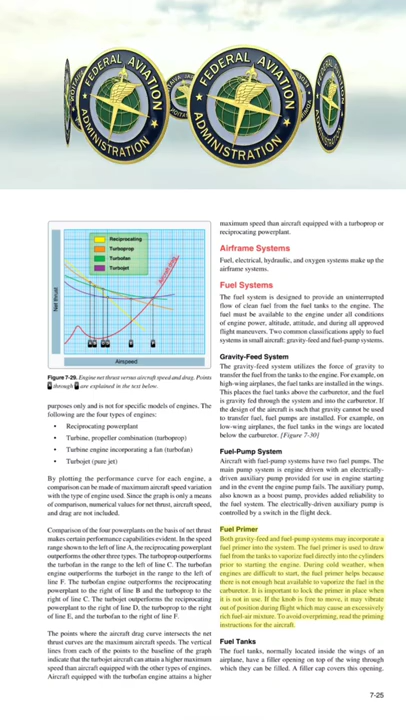 FEDERAL AVIATION
ADMINISTRATION
FEDERAL AVIATION
ADMINISTRATION
Reciprocating
Turboprop
Turbofan
Turbojet
Aircraft drag
Net thrust
Airspeed
Figure 7-29. Engine net thrust versus aircraft speed and drag. Points
through are explained in the text below.
purposes only and is not for specific models of engines. The
following are the four types of engines:
• Reciprocating powerplant
• Turbine, propeller combination (turboprop)
• Turbine engine incorporating a fan (turbofan)
• Turbojet (pure jet)
By plotting the performance curve for each engine, a
comparison can be made of maximum aircraft speed variation
with the type of engine used. Since the graph is only a means
of comparison, numerical values for net thrust, aircraft speed,
and drag are not included.
Comparison of the four powerplants on the basis of net thrust
makes certain performance capabilities evident. In the speed
range shown to the left of line A, the reciprocating powerplant
outperforms the other three types. The turboprop outperforms
the turbofan in the range to the left of line C. The turbofan
engine outperforms the turbojet in the range to the left of
line F. The turbofan engine outperforms the reciprocating
powerplant to the right of line B and the turboprop to the
right of line C. The turbojet outperforms the reciprocating
powerplant to the right of line D, the turboprop to the right
of line E, and the turbofan to the right of line F.
The points where the aircraft drag curve intersects the net
thrust curves are the maximum aircraft speeds. The vertical
lines from each of the points to the baseline of the graph
indicate that the turbojet aircraft can attain a higher maximum
speed than aircraft equipped with the other types of engines.
Aircraft equipped with the turbofan engine attains a higher
maximum speed than aircraft equipped with a turboprop or
reciprocating powerplant.
Airframe Systems
Fuel, electrical, hydraulic, and oxygen systems make up the
airframe systems.
Fuel Systems
The fuel system is designed to provide an uninterrupted
flow of clean fuel from the fuel tanks to the engine. The
fuel must be available to the engine under all conditions
of engine power, altitude, attitude, and during all approved
flight maneuvers. Two common classifications apply to fuel
systems in small aircraft: gravity-feed and fuel-pump systems.
Gravity-Feed System
The gravity-feed system utilizes the force of gravity to
transfer the fuel from the tanks to the engine. For example, on
high-wing airplanes, the fuel tanks are installed in the wings.
This places the fuel tanks above the carburetor, and the fuel
is gravity fed through the system and into the carburetor. If
the design of the aircraft is such that gravity cannot be used
to transfer fuel, fuel pumps are installed. For example, on
low-wing airplanes, the fuel tanks in the wings are located
below the carburetor. [Figure 7-30]
Fuel-Pump System
Aircraft with fuel-pump systems have two fuel pumps. The
main pump system is engine driven with an electrically-
driven auxiliary pump provided for use in engine starting
and in the event the engine pump fails. The auxiliary pump,
also known as a boost pump, provides added reliability to
the fuel system. The electrically-driven auxiliary pump is
controlled by a switch in the flight deck.
Fuel Primer
Both gravity-feed and fuel-pump systems may incorporate a
fuel primer into the system. The fuel primer is used to draw
fuel from the tanks to vaporize fuel directly into the cylinders
prior to starting the engine. During cold weather, when
engines are difficult to start, the fuel primer helps because
there is not enough heat available to vaporize the fuel in the
carburetor. It is important to lock the primer in place when
it is not in use. If the knob is free to move, it may vibrate
out of position during flight which may cause an excessively
rich fuel-air mixture. To avoid overpriming, read the priming
instructions for the aircraft.
Fuel Tanks
The fuel tanks, normally located inside the wings of an
airplane, have a filler opening on top of the wing through
which they can be filled. A filler cap covers this opening.
7-25